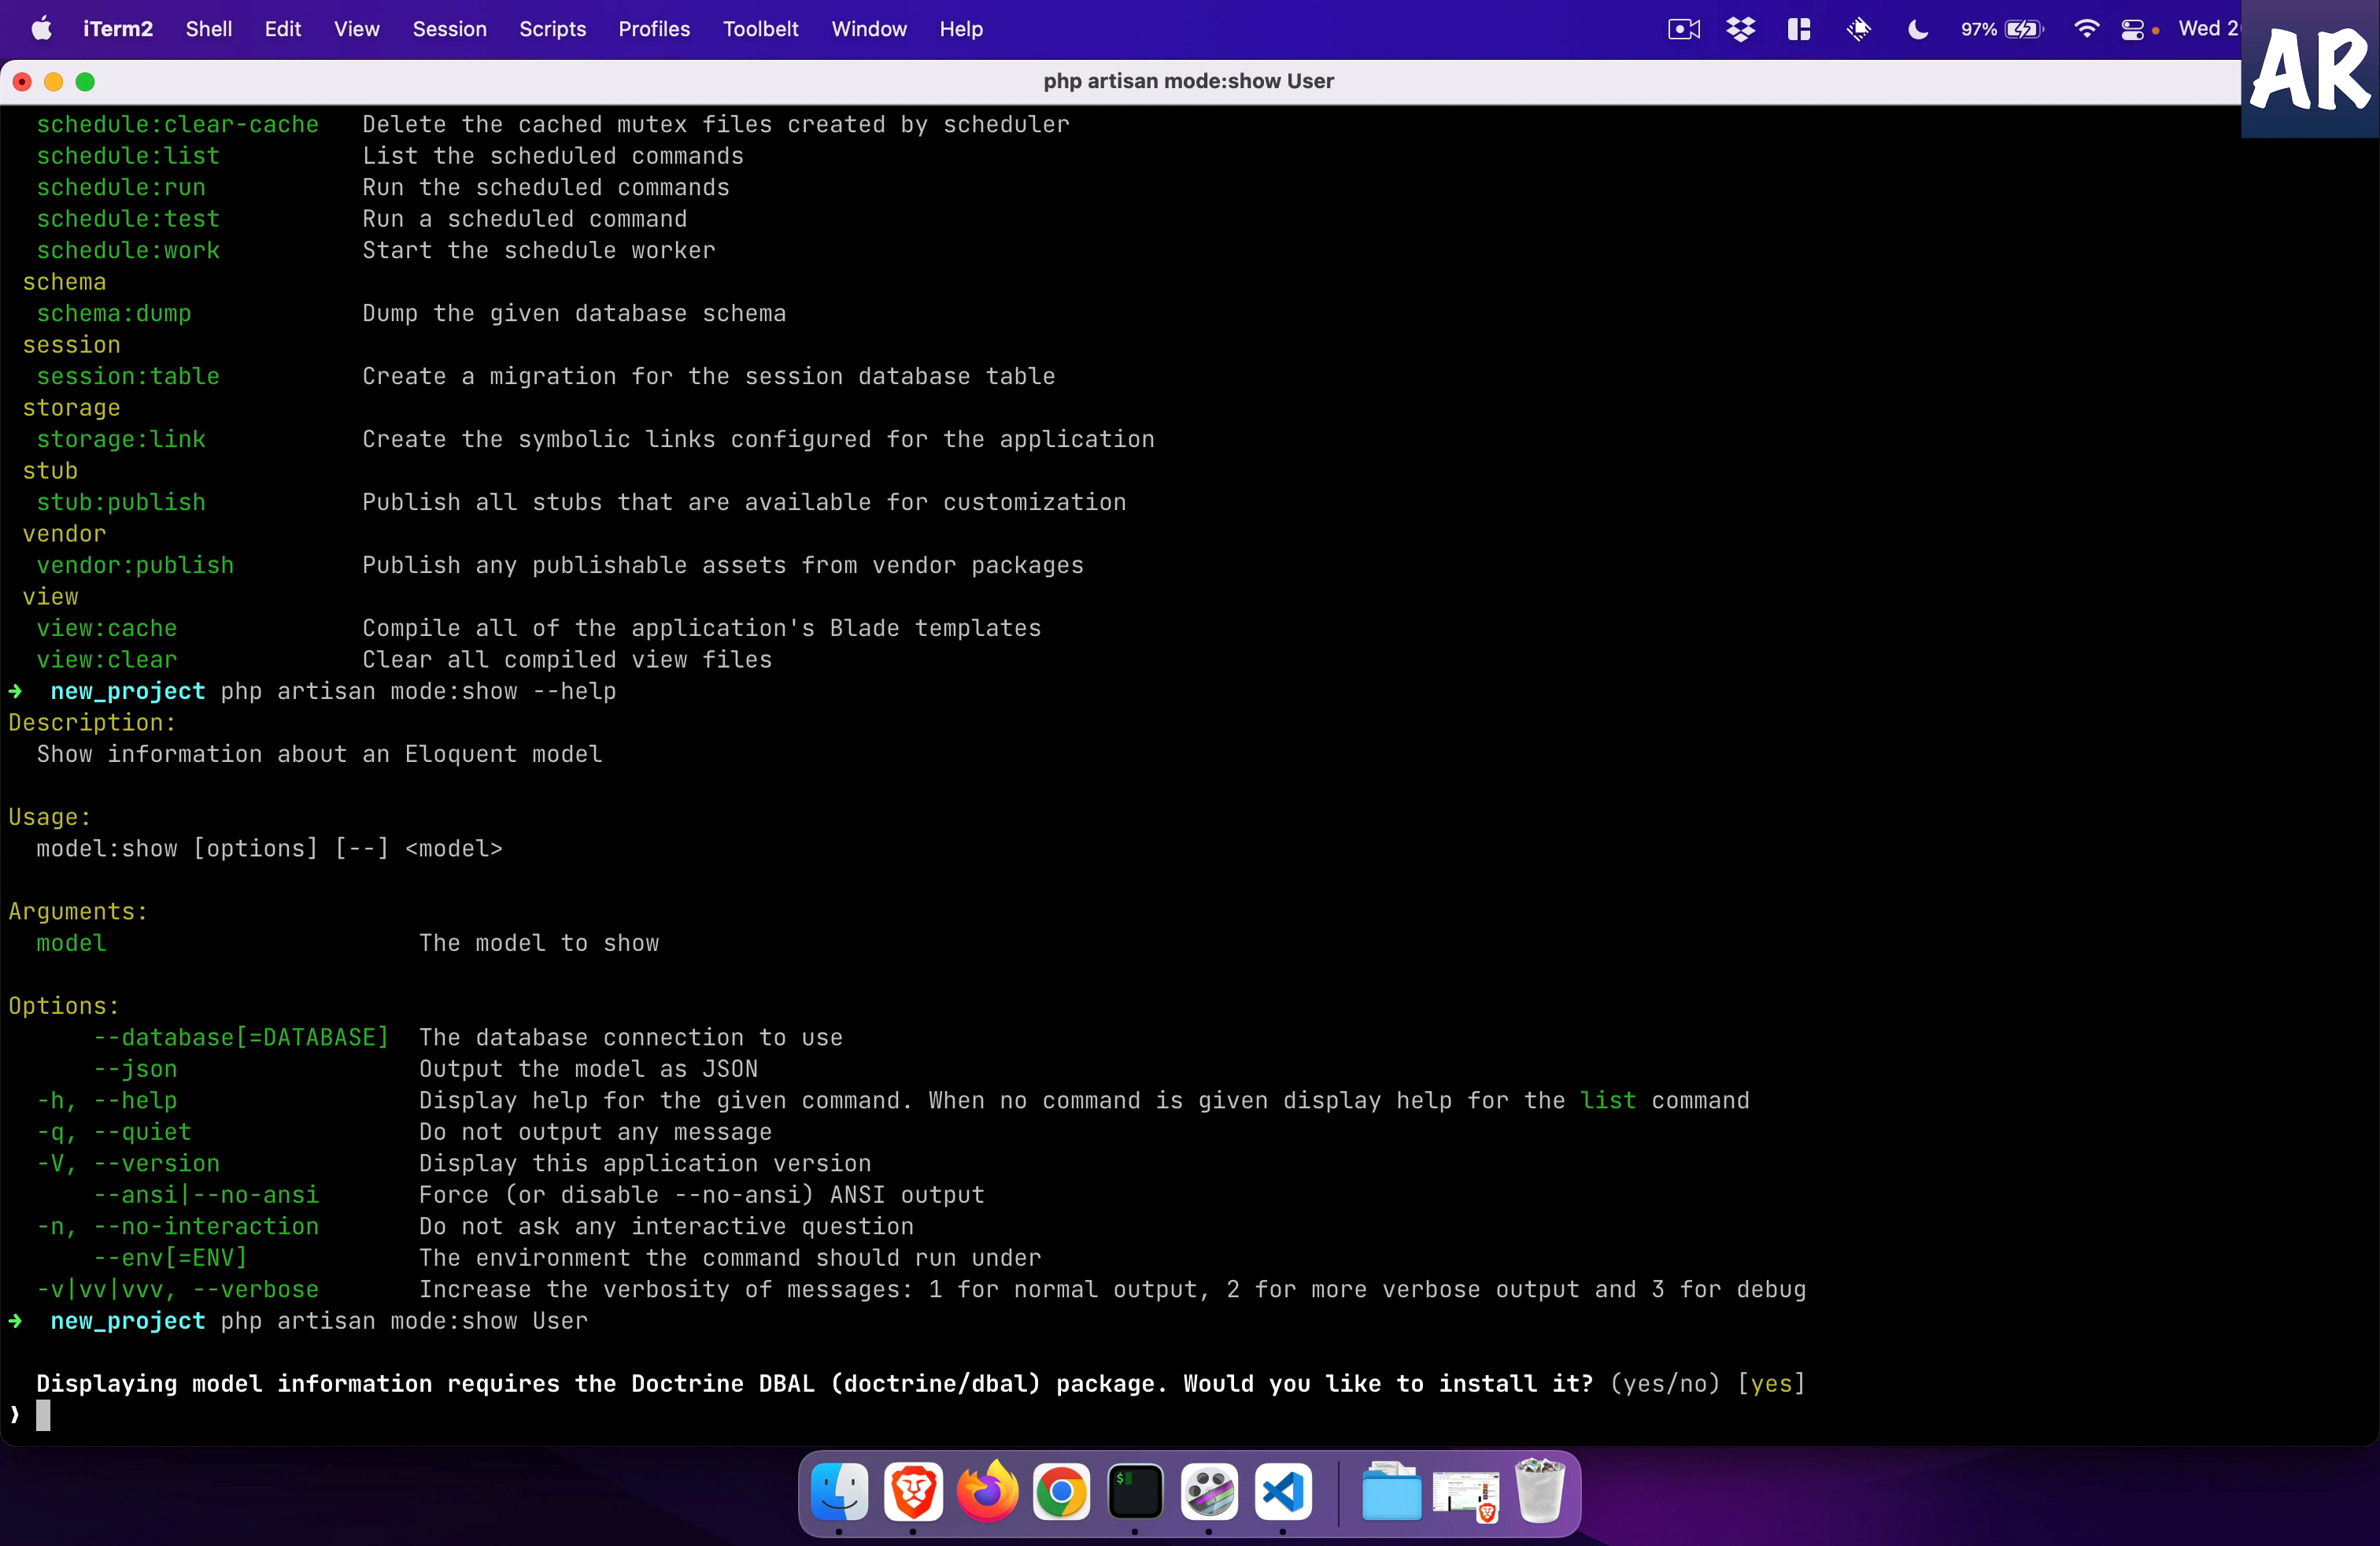 iTerm2 Shell Edit View Session Scripts Profiles Toolbelt Window Help 97% Wed 2
AR
php artisan mode:show User
schedule:clear-cache Delete the cached mutex files created by scheduler
schedule:list List the scheduled commands
schedule:run Run the scheduled commands
schedule:test Run a scheduled command
schedule:work Start the schedule worker
schema
schema:dump Dump the given database schema
session
session:table Create a migration for the session database table
storage
storage:link Create the symbolic links configured for the application
stub
stub:publish Publish all stubs that are available for customization
vendor
vendor:publish Publish any publishable assets from vendor packages
view
view:cache Compile all of the application's Blade templates
view:clear Clear all compiled view files
➜ new_project php artisan mode:show --help
Description:
Show information about an Eloquent model
Usage:
model:show [options] [--] <model>
Arguments:
model The model to show
Options:
--database[=DATABASE] The database connection to use
--json Output the model as JSON
-h, --help Display help for the given command. When no command is given display help for the list command
-q, --quiet Do not output any message
-V, --version Display this application version
--ansi|--no-ansi Force (or disable --no-ansi) ANSI output
-n, --no-interaction Do not ask any interactive question
--env[=ENV] The environment the command should run under
-v|vv|vvv, --verbose Increase the verbosity of messages: 1 for normal output, 2 for more verbose output and 3 for debug
➜ new_project php artisan mode:show User
Displaying model information requires the Doctrine DBAL (doctrine/dbal) package. Would you like to install it? (yes/no) [yes]
❯